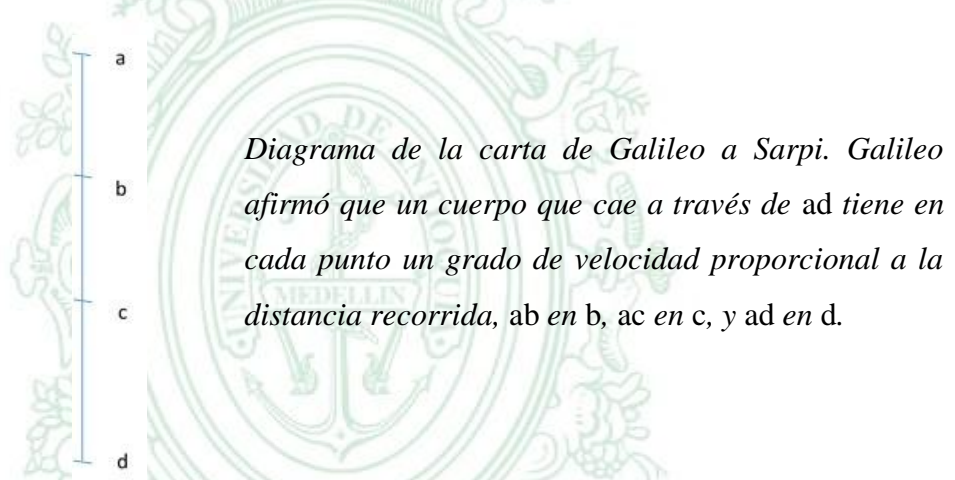 a
b
c
d
Diagrama de la carta de Galileo a Sarpi. Galileo
afirmó que un cuerpo que cae a través de ad tiene en
cada punto un grado de velocidad proporcional a la
distancia recorrida, ab en b, ac en c, y ad en d.